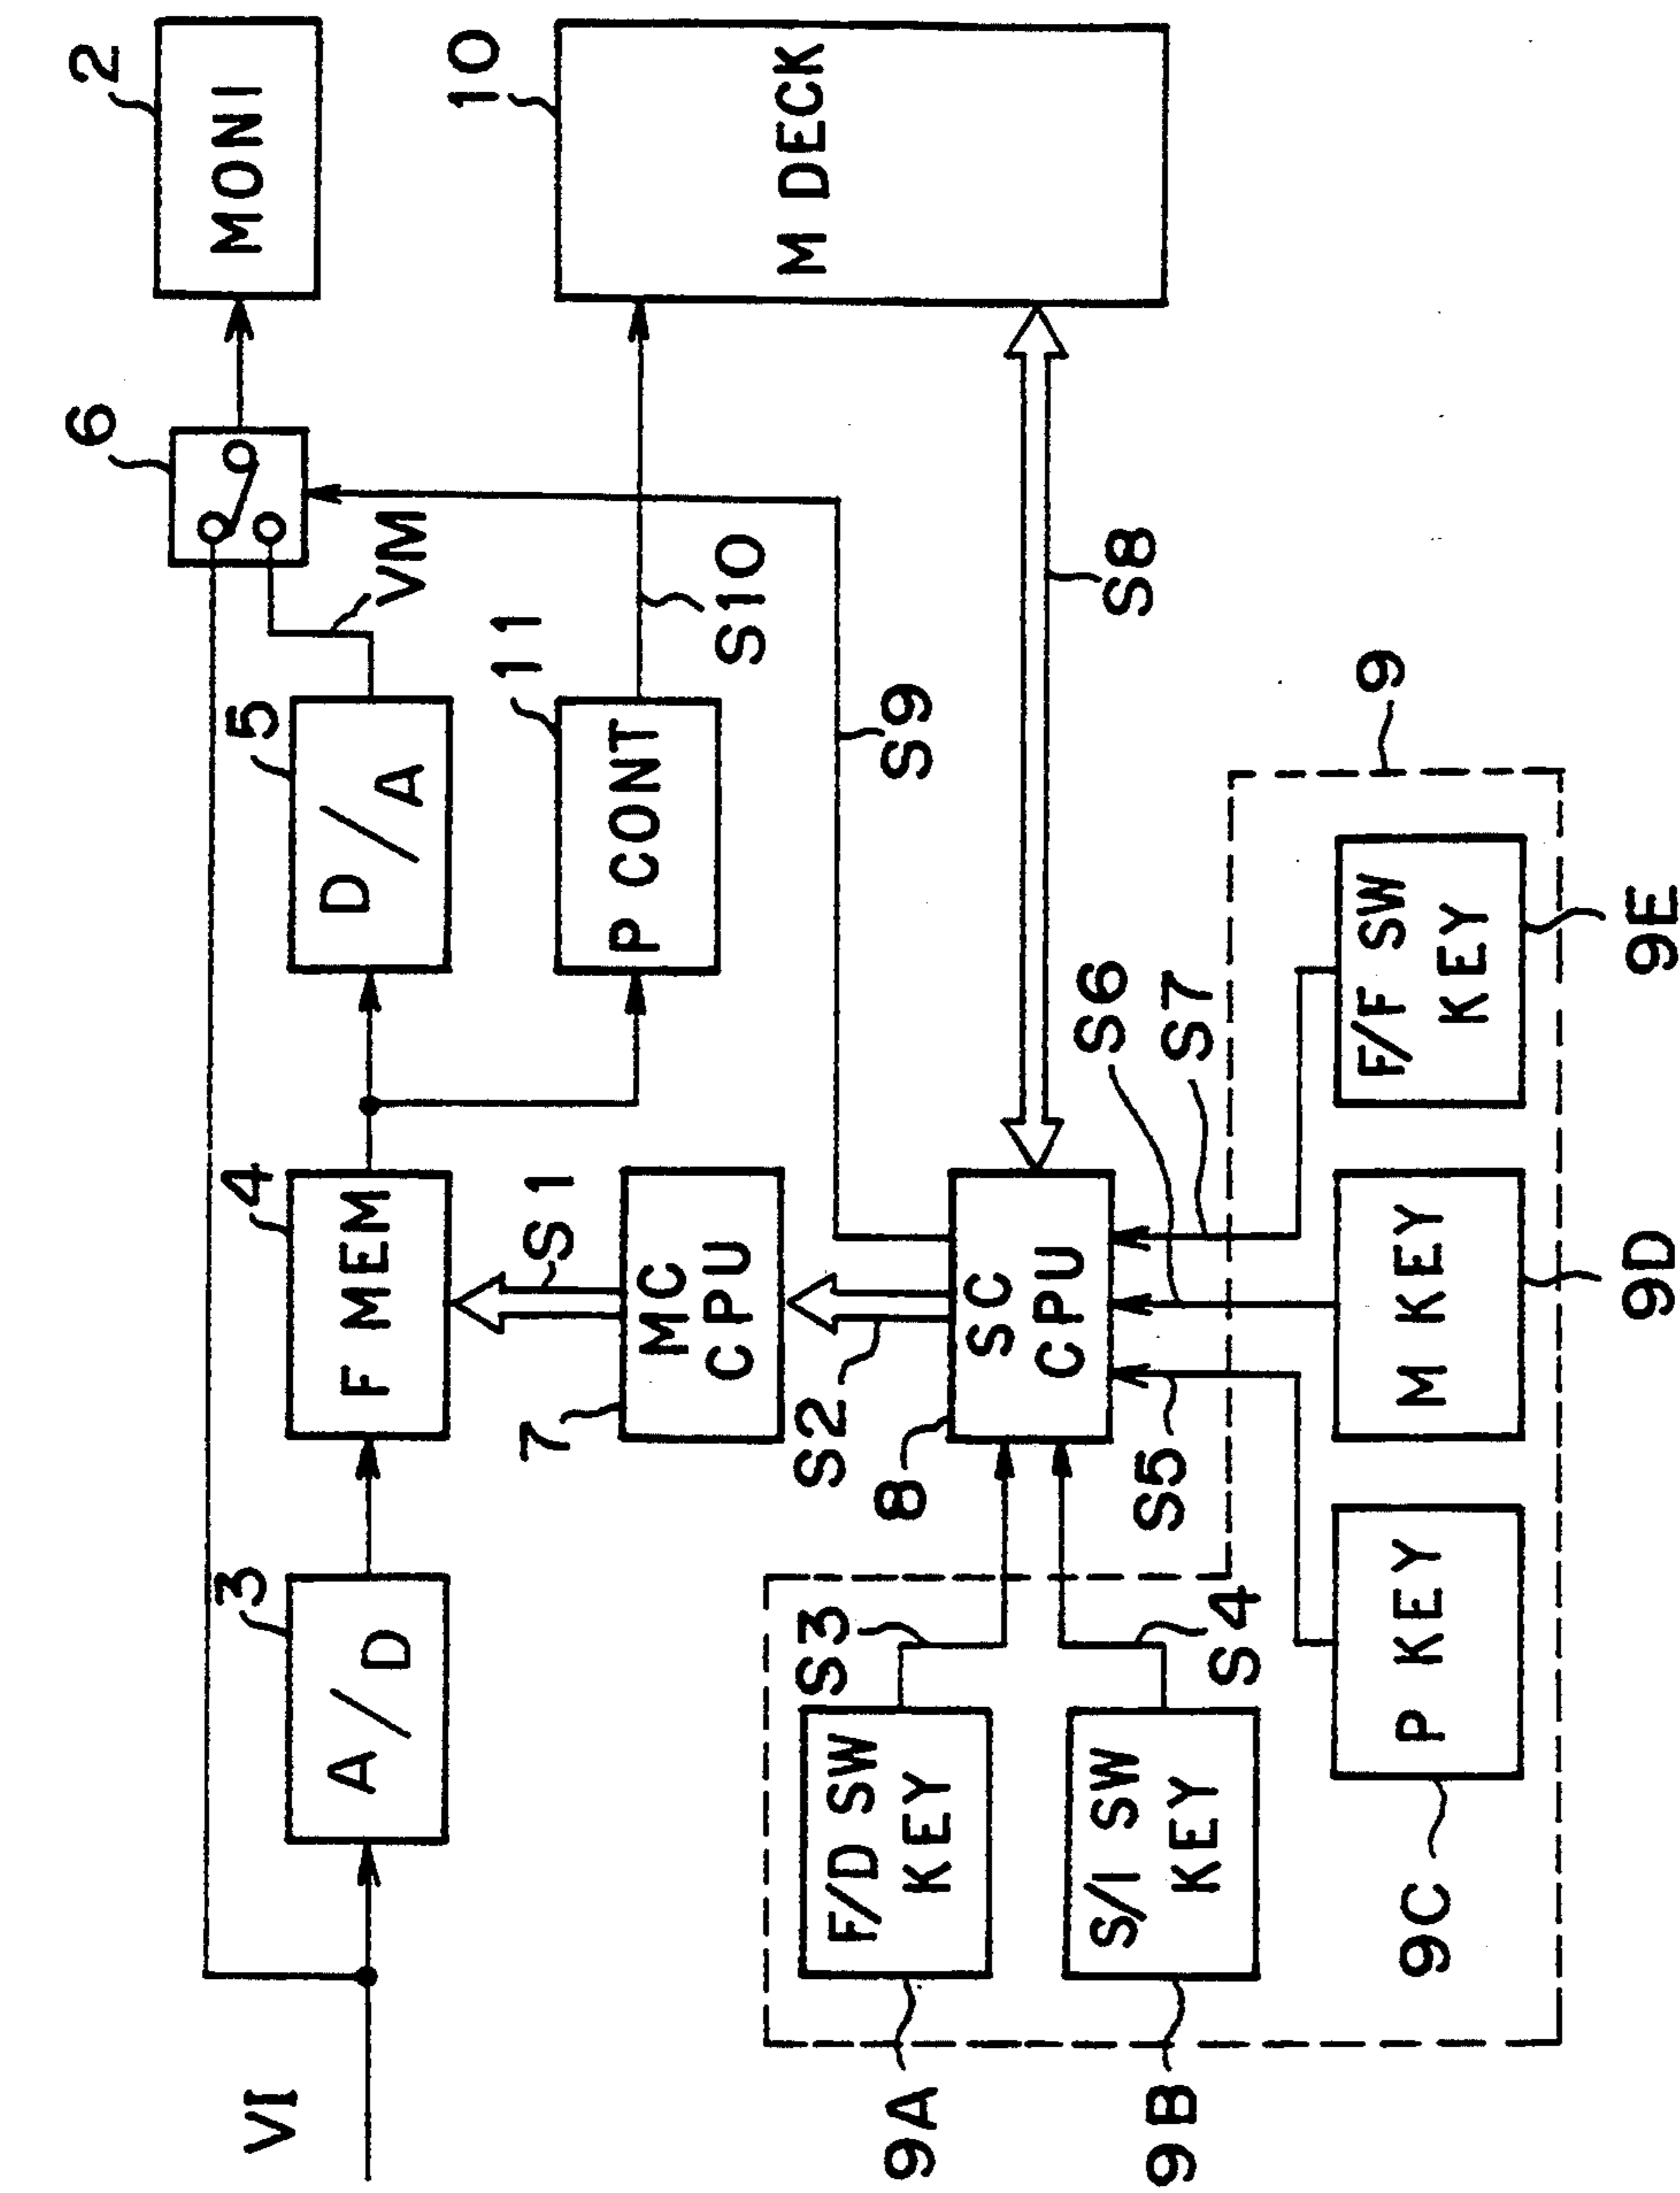 2
MONI
6
VM
10
M DECK
5
D/A
11
P CONT
S10
4
F MEM
S1
3
A/D
VI
7
MC
CPU
S9
S2
8
SC
CPU
S8
S3
F/D SW
KEY
9A
S4
S/I SW
KEY
9B
S5
S6
S7
9
P KEY
9C
M KEY
9D
F/F SW
KEY
9E